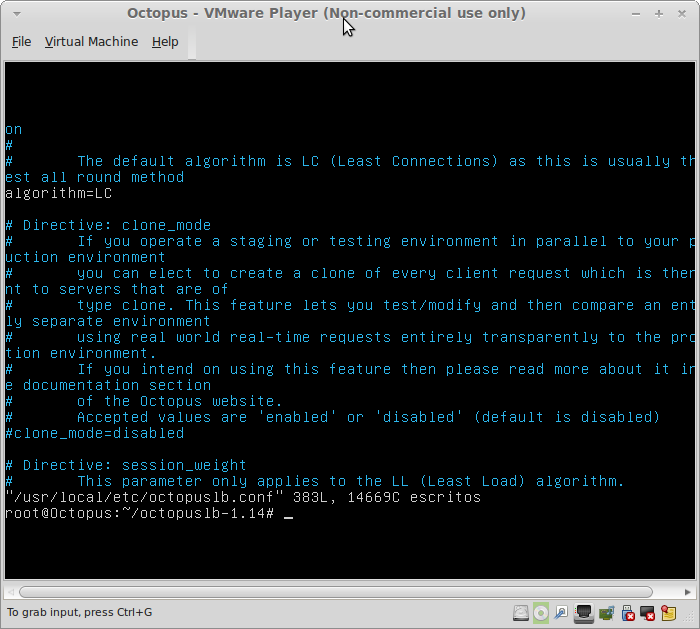 Octopus - VMware Player (Non-commercial use only)
File Virtual Machine Help
on
#
# The default algorithm is LC (Least Connections) as this is usually th
est all round method
algorithm=LC
# Directive: clone_mode
# If you operate a staging or testing environment in parallel to your p
uction environment
# you can elect to create a clone of every client request which is ther
nt to servers that are of
# type clone. This feature lets you test/modify and then compare an ent
ly separate environment
# using real world real-time requests entirely transparently to the pro
tion environment.
# If you intend on using this feature then please read more about it in
e documentation section
# of the Octopus website.
# Accepted values are 'enabled' or 'disabled' (default is disabled)
#clone_mode=disabled
# Directive: session_weight
# This parameter only applies to the LL (Least Load) algorithm.
"/usr/local/etc/octopuslb.conf" 383L, 14669C escritos
root@Octopus:~/octopuslb-1.14# _
To grab input, press Ctrl+G